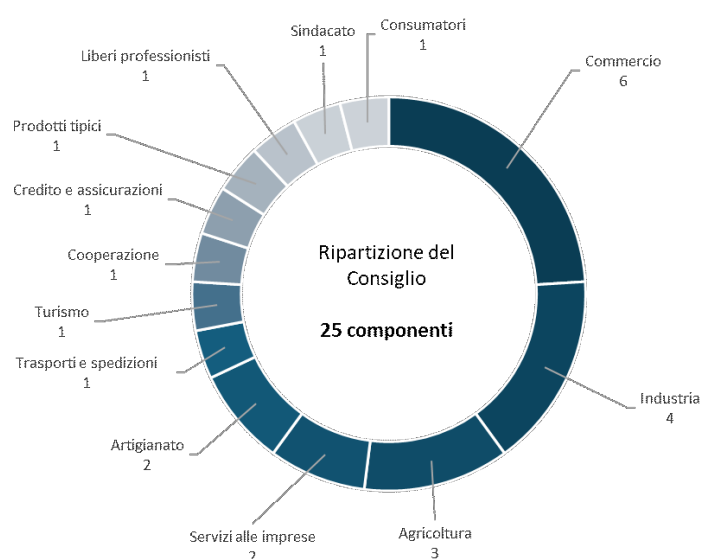 Consumatori
1
Commercio
6
Industria
4
Agricoltura
3
Servizi alle imprese
2
Artigianato
2
Trasporti e spedizioni
1
Turismo
1
Cooperazione
1
Credito e assicurazioni
1
Prodotti tipici
1
Liberi professionisti
1
Sindacato
1
Ripartizione del
Consiglio
25 componenti